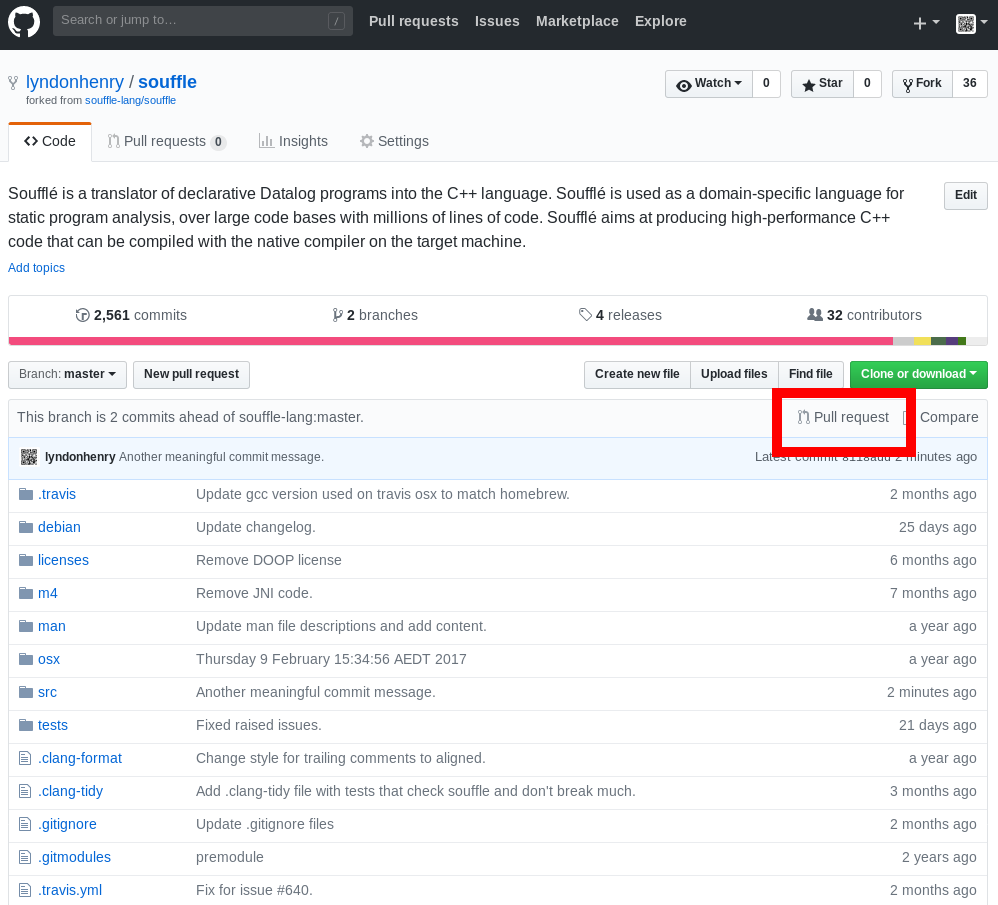 Search or jump to… / Pull requests Issues Marketplace Explore
lyndonhenry / souffle Watch 0 Star 0 Fork 36
forked from souffle-lang/souffle
Code Pull requests 0 Insights Settings
Soufflé is a translator of declarative Datalog programs into the C++ language. Soufflé is used as a domain-specific language for
static program analysis, over large code bases with millions of lines of code. Soufflé aims at producing high-performance C++
code that can be compiled with the native compiler on the target machine.
Edit
Add topics
2,561 commits 2 branches 4 releases 32 contributors
Branch: master New pull request Create new file Upload files Find file Clone or download
This branch is 2 commits ahead of souffle-lang:master. Pull request Compare
lyndonhenry Another meaningful commit message. Latest commit 2 minutes ago
.travis Update gcc version used on travis osx to match homebrew. 2 months ago
debian Update changelog. 25 days ago
licenses Remove DOOP license 6 months ago
m4 Remove JNI code. 7 months ago
man Update man file descriptions and add content. a year ago
osx Thursday 9 February 15:34:56 AEDT 2017 a year ago
src Another meaningful commit message. 2 minutes ago
tests Fixed raised issues. 21 days ago
.clang-format Change style for trailing comments to aligned. a year ago
.clang-tidy Add .clang-tidy file with tests that check souffle and don't break much. 3 months ago
.gitignore Update .gitignore files 2 months ago
.gitmodules premodule 2 years ago
.travis.yml Fix for issue #640. 2 months ago